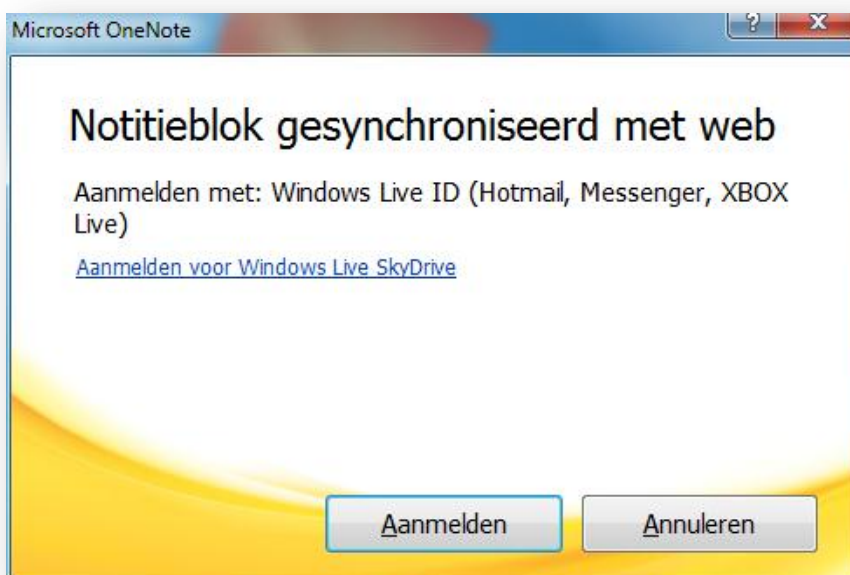 Microsoft OneNote
?
X
Notitieblok gesynchroniseerd met web
Aanmelden met: Windows Live ID (Hotmail, Messenger, XBOX
Live)
Aanmelden voor Windows Live SkyDrive
Aanmelden
Annuleren